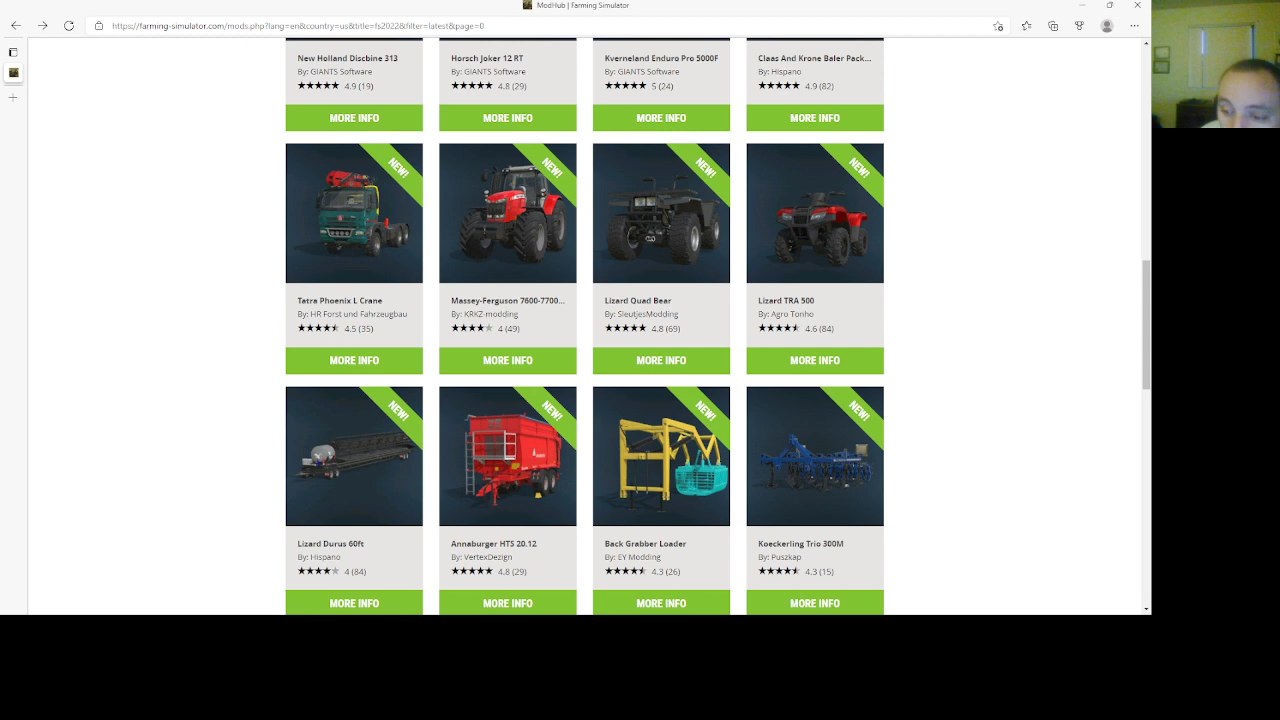 ModHub | Farming Simulator
https://farming-simulator.com/mods.php?lang=en&country=us&title=fs2022&filter=latest&page=0
New Holland Discbine 313
By: GIANTS Software
4.9 (19)
MORE INFO
Horsch Joker 12 RT
By: GIANTS Software
4.8 (29)
MORE INFO
Kverneland Enduro Pro 5000F
By: GIANTS Software
5 (24)
MORE INFO
Claas And Krone Baler Pack...
By: Hispano
4.9 (82)
MORE INFO
NEW!
Tatra Phoenix L Crane
By: HR Forst und Fahrzeugbau
4.5 (35)
MORE INFO
NEW!
Massey-Ferguson 7600-7700...
By: KRKZ-modding
4 (49)
MORE INFO
NEW!
Lizard Quad Bear
By: SleutjesModding
4.8 (69)
MORE INFO
NEW!
Lizard TRA 500
By: Agro Tonho
4.6 (84)
MORE INFO
NEW!
Lizard Durus 60ft
By: Hispano
4 (84)
MORE INFO
NEW!
Annaburger HTS 20.12
By: VertexDezign
4.8 (29)
MORE INFO
NEW!
Back Grabber Loader
By: EY Modding
4.3 (26)
MORE INFO
NEW!
Koeckerling Trio 300M
By: Puszkap
4.3 (15)
MORE INFO